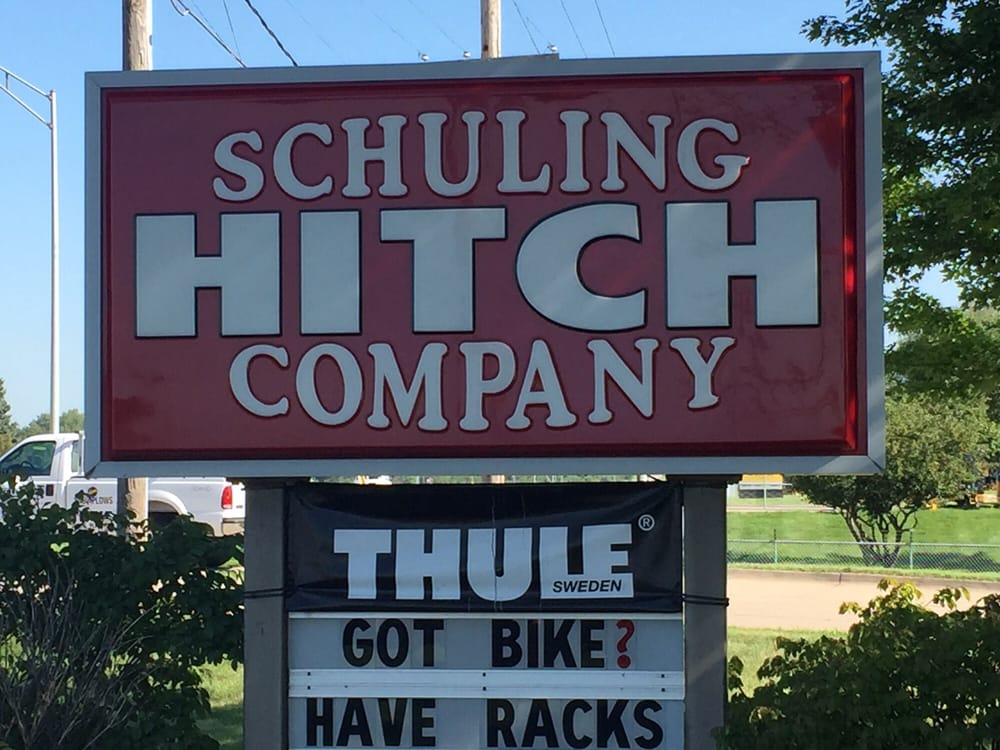 SCHULING
HITCH
COMPANY
THULE®
SWEDEN
GOT BIKE?
HAVE RACKS